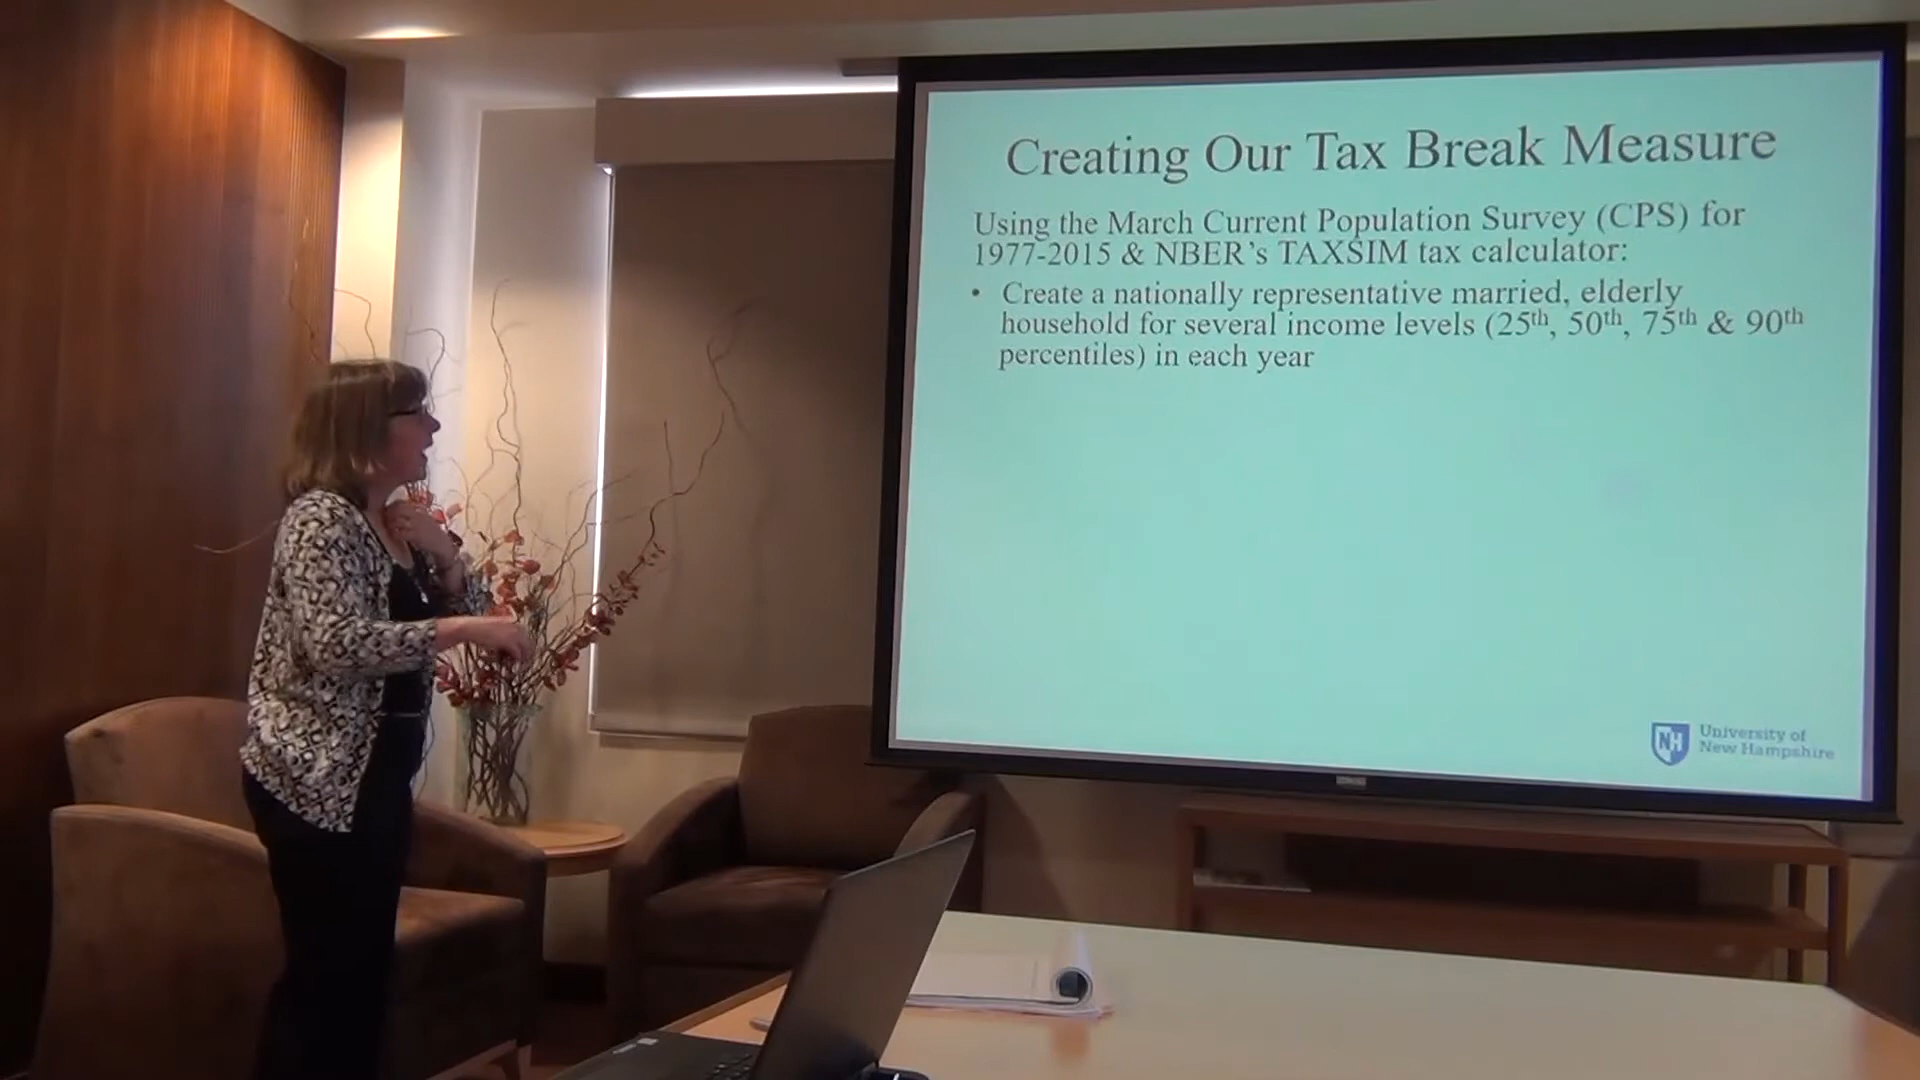 Creating Our Tax Break Measure
Using the March Current Population Survey (CPS) for
1977-2015 & NBER's TAXSIM tax calculator:
• Create a nationally representative married, elderly
household for several income levels (25th, 50th, 75th & 90th
percentiles) in each year
NH
University of
New Hampshire